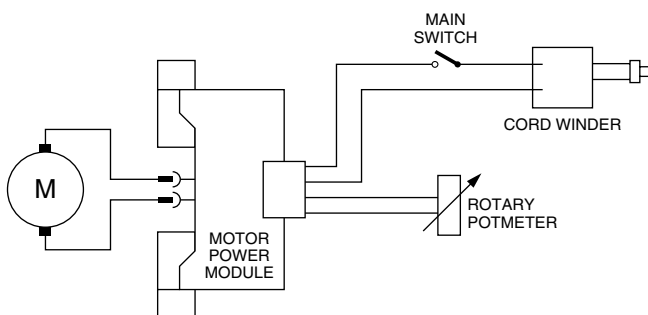 MAIN
SWITCH
CORD WINDER
M
ROTARY
POTMETER
MOTOR
POWER
MODULE